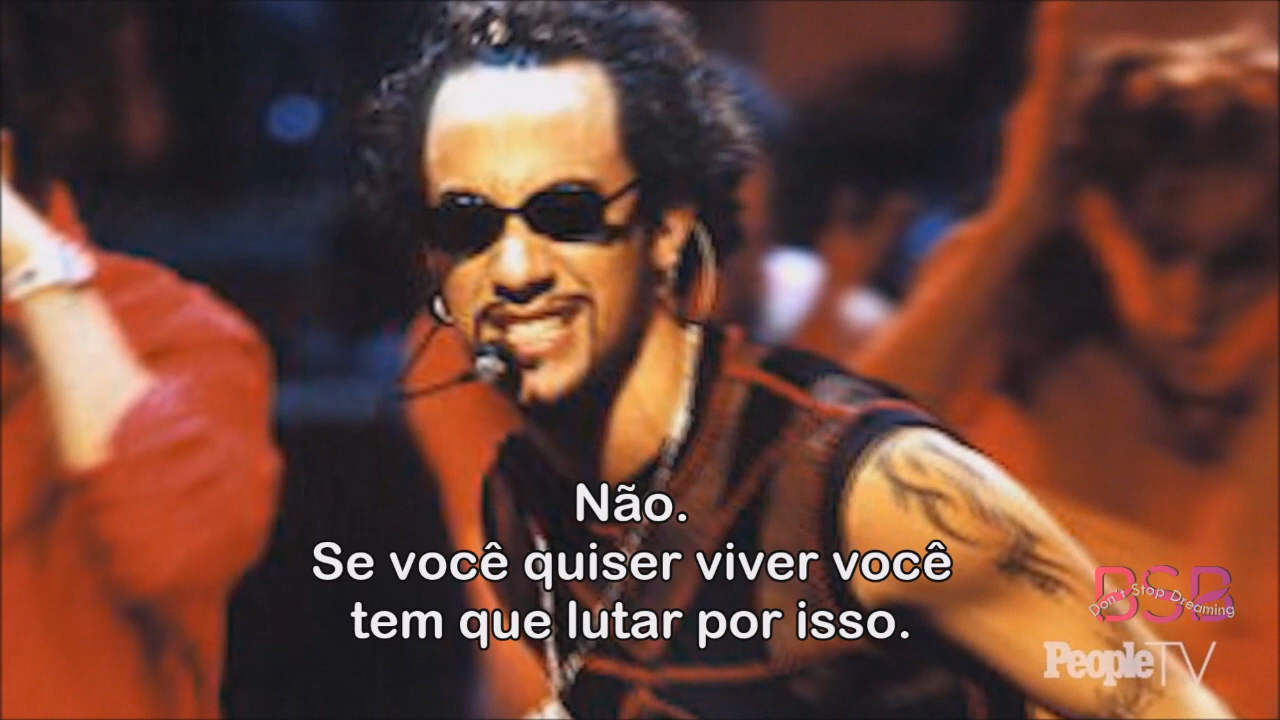 Não.
Se você quiser viver você
tem que lutar por isso.
BSB
Don't Stop Dreaming
PeopleTV